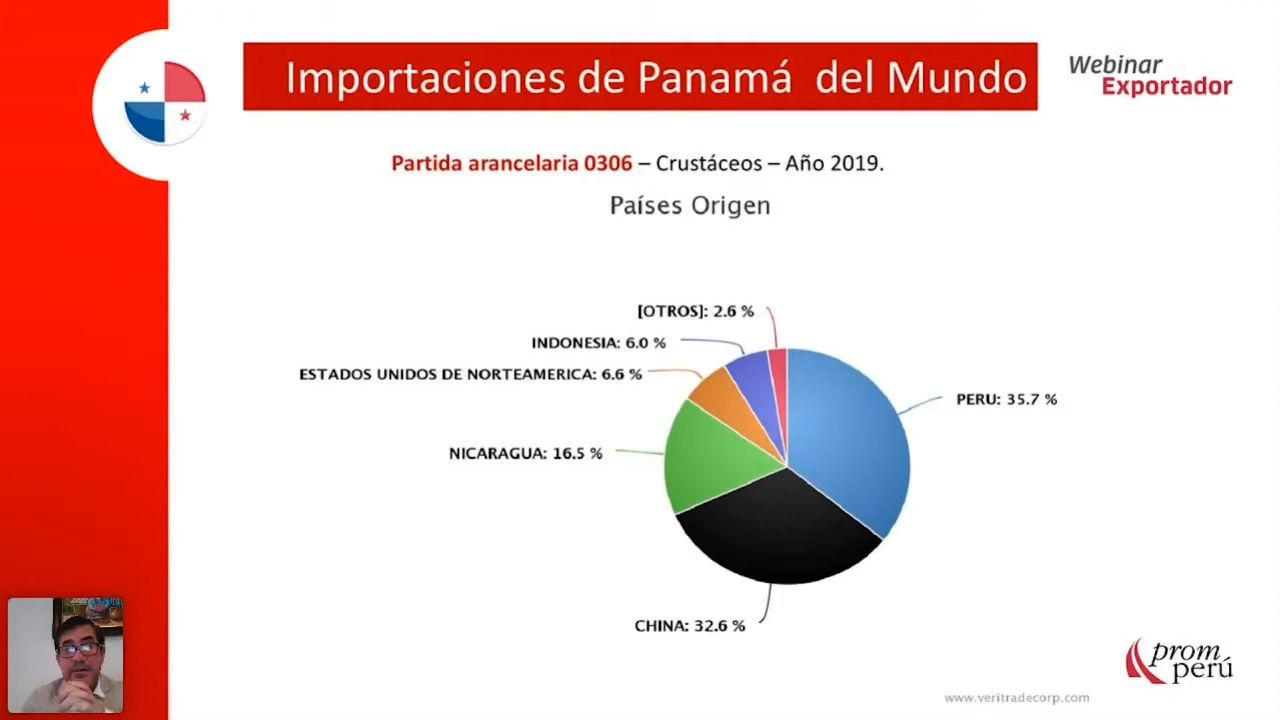 Importaciones de Panamá del Mundo
Webinar
Exportador
Partida arancelaria 0306 – Crustáceos – Año 2019.
Países Origen
[OTROS]: 2.6 %
INDONESIA: 6.0 %
ESTADOS UNIDOS DE NORTEAMERICA: 6.6 %
PERU: 35.7 %
NICARAGUA: 16.5 %
CHINA: 32.6 %
prom
perú
www.veritradecorp.com